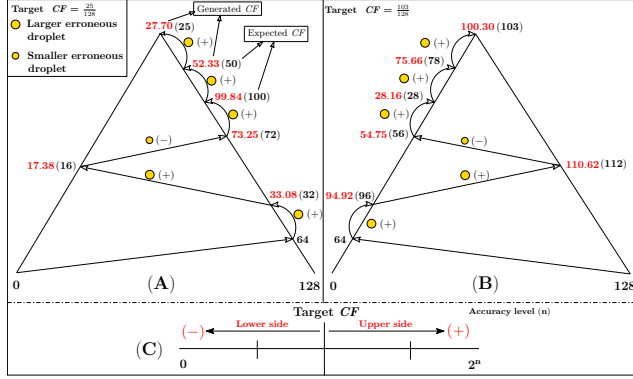 Target CF = 25/128
27.70(25)
Generated CF
Larger erroneous droplet
(+)
Expected CF
Smaller erroneous droplet
52.33(50)
(+)
99.84(100)
(+)
73.25(72)
(−)
17.38(16)
(+)
33.08(32)
(+)
64
(A)
0
128
Target CF = 103/128
100.30(103)
(+)
75.66(78)
(+)
28.16(28)
(+)
54.75(56)
(−)
110.62(112)
(+)
94.92(96)
(+)
64
(B)
0
128
Target CF
Accuracy level (n)
(−)
Lower side
Upper side
(+)
(C)
0
2ⁿ